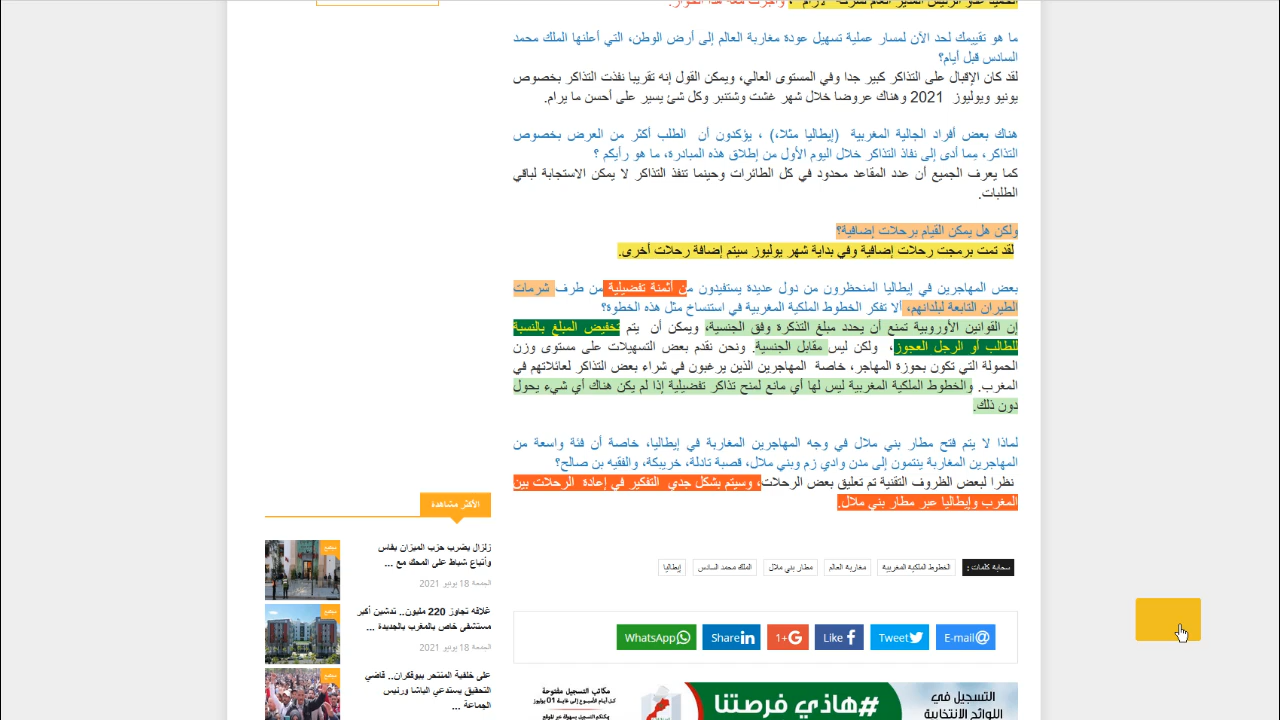 ما هو تقييمك لحد الآن لمسار عملية تسهيل عودة مغاربة العالم إلى أرض الوطن، التي أعلنها الملك محمد
السادس قبل أيام؟
لقد كان الإقبال على التذاكر كبير جدا وفي المستوى العالي، ويمكن القول إنه تقريبا نفذت التذاكر بخصوص
يونيو ويوليوز 2021 وهناك عروضا خلال شهر غشت وشتنبر وكل شئ يسير على أحسن ما يرام.
هناك بعض أفراد الجالية المغربية (إيطاليا مثلا،) ، يؤكدون أن الطلب أكثر من العرض بخصوص
التذاكر، مما أدى إلى نفاذ التذاكر خلال اليوم الأول من إطلاق هذه المبادرة، ما هو رأيكم ؟
كما يعرف الجميع أن عدد المقاعد محدود في كل الطائرات وحينما تنفذ التذاكر لا يمكن الاستجابة لباقي
الطلبات.
ولكن هل يمكن القيام برحلات إضافية؟
لقد تمت برمجت رحلات إضافية وفي بداية شهر يوليوز سيتم إضافة رحلات أخرى.
بعض المهاجرين في إيطاليا المنحظرون من دول عديدة يستفيدون من أثمنة تفضيلية من طرف شرمات
الطيران التابعة لبلدانهم، ألا تفكر الخطوط الملكية المغربية في استنساخ مثل هذه الخطوة؟
إن القوانين الأوروبية تمنع أن يحدد مبلغ التذكرة وفق الجنسية، ويمكن أن يتم تخفيض المبلغ بالنسبة
للطالب أو الرجل العجوز، ولكن ليس مقابل الجنسية. ونحن نقدم بعض التسهيلات على مستوى وزن
الحمولة التي تكون بحوزة المهاجر، خاصة المهاجرين الذين يرغبون في شراء بعض التذاكر لعائلاتهم في
المغرب. والخطوط الملكية المغربية ليس لها أي مانع لمنح تذاكر تفضيلية إذا لم يكن هناك أي شيء يحول
دون ذلك.
لماذا لا يتم فتح مطار بني ملال في وجه المهاجرين المغاربة في إيطاليا، خاصة أن فئة واسعة من
المهاجرين المغاربة ينتمون إلى مدن وادي زم وبني ملال، قصبة تادلة، خريبكة، والفقيه بن صالح؟
نظرا لبعض الظروف التقنية تم تعليق بعض الرحلات، وسيتم بشكل جدي التفكير في إعادة الرحلات بين
المغرب وإيطاليا عبر مطار بني ملال.
سحابة كلمات :
الخطوط الملكية المغربية
مغاربة العالم
مطار بني ملال
الملك محمد السادس
إيطاليا
E-mail
Tweet
Like
+1
Share
WhatsApp
الأكثر مشاهدة
زلزال يضرب حزب الميزان بفاس
وأتباع شباط على المحك مع ...
الجمعة 18 يونيو 2021
غلافه تجاوز 220 مليون.. تدشين أكبر
مستشفى خاص بالمغرب بالجديدة ...
الجمعة 18 يونيو 2021
على خلفية المنتحر ببوفكران.. قاضي
التحقيق يستدعي الباشا ورئيس
الجماعة ...
التسجيل في
اللوائح الانتخابية
#هاذي فرصتنا
مكاتب التسجيل مفتوحة